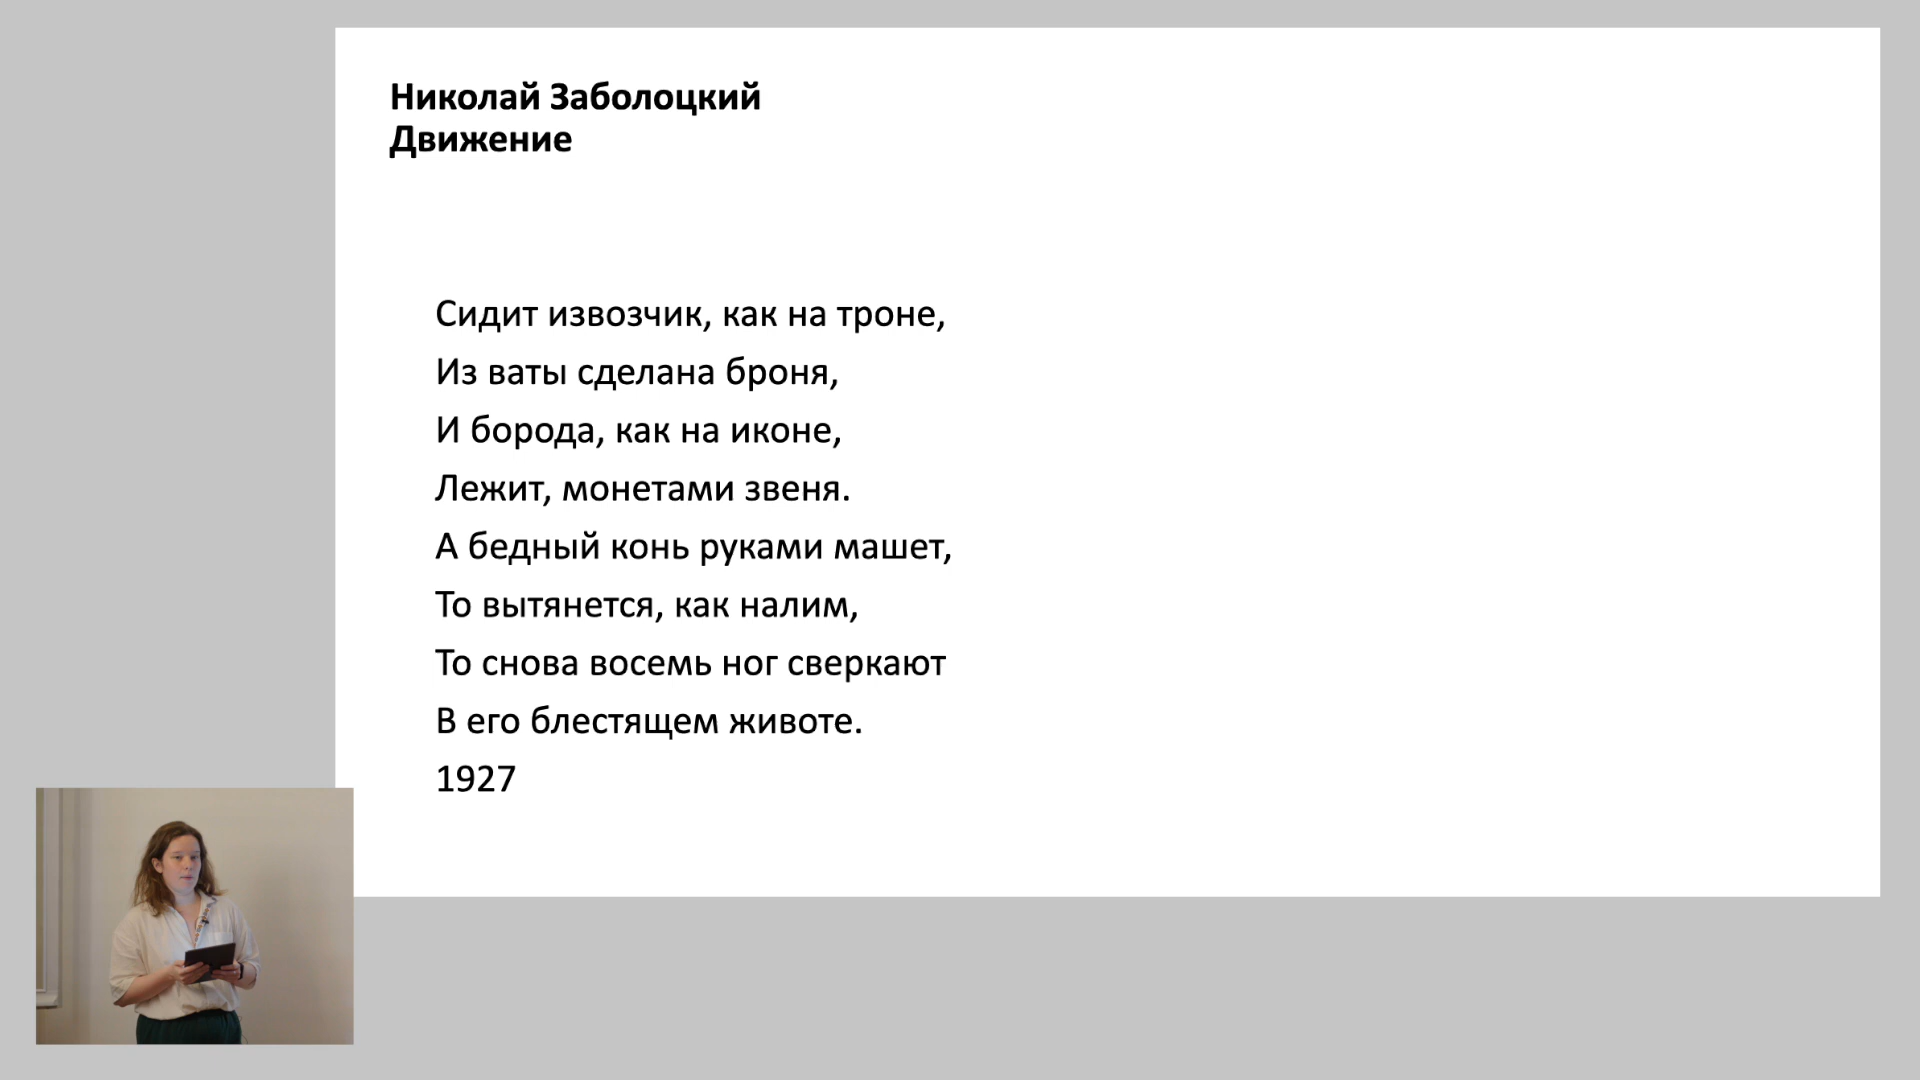 Николай Заболоцкий
Движение
Сидит извозчик, как на троне,
Из ваты сделана броня,
И борода, как на иконе,
Лежит, монетами звеня.
А бедный конь руками машет,
То вытянется, как налим,
То снова восемь ног сверкают
В его блестящем животе.
1927